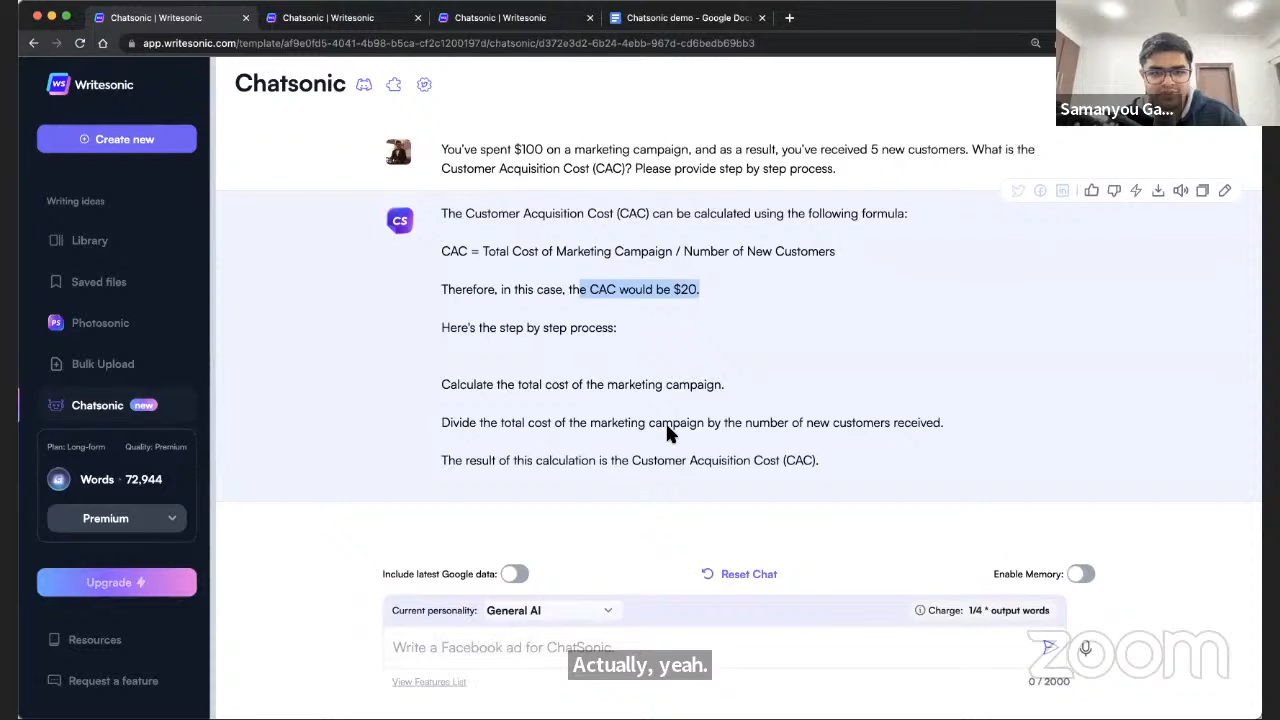 Chatsonic | Writesonic
Chatsonic | Writesonic
Chatsonic | Writesonic
Chatsonic demo - Google Doc
app.writesonic.com/template/af9e0fd5-4041-4b98-b5ca-cf2c1200197d/chatsonic/d372e3d2-6b24-4ebb-967d-cd6bedb69bb3
Samanyou Ga...
WS Writesonic
Create new
Writing ideas
Library
Saved files
PS Photosonic
Bulk Upload
Chatsonic new
Plan: Long-form Quality: Premium
G Words · 72,944
Premium
Upgrade
Resources
Request a feature
Chatsonic
You've spent $100 on a marketing campaign, and as a result, you've received 5 new customers. What is the
Customer Acquisition Cost (CAC)? Please provide step by step process.
CS
The Customer Acquisition Cost (CAC) can be calculated using the following formula:
CAC = Total Cost of Marketing Campaign / Number of New Customers
Therefore, in this case, the CAC would be $20.
Here's the step by step process:
Calculate the total cost of the marketing campaign.
Divide the total cost of the marketing campaign by the number of new customers received.
The result of this calculation is the Customer Acquisition Cost (CAC).
Include latest Google data:
Reset Chat
Enable Memory:
Current personality: General AI
Charge: 1/4 * output words
Write a Facebook ad for ChatSonic.
Actually, yeah.
View Features List
0 / 2000
zoom